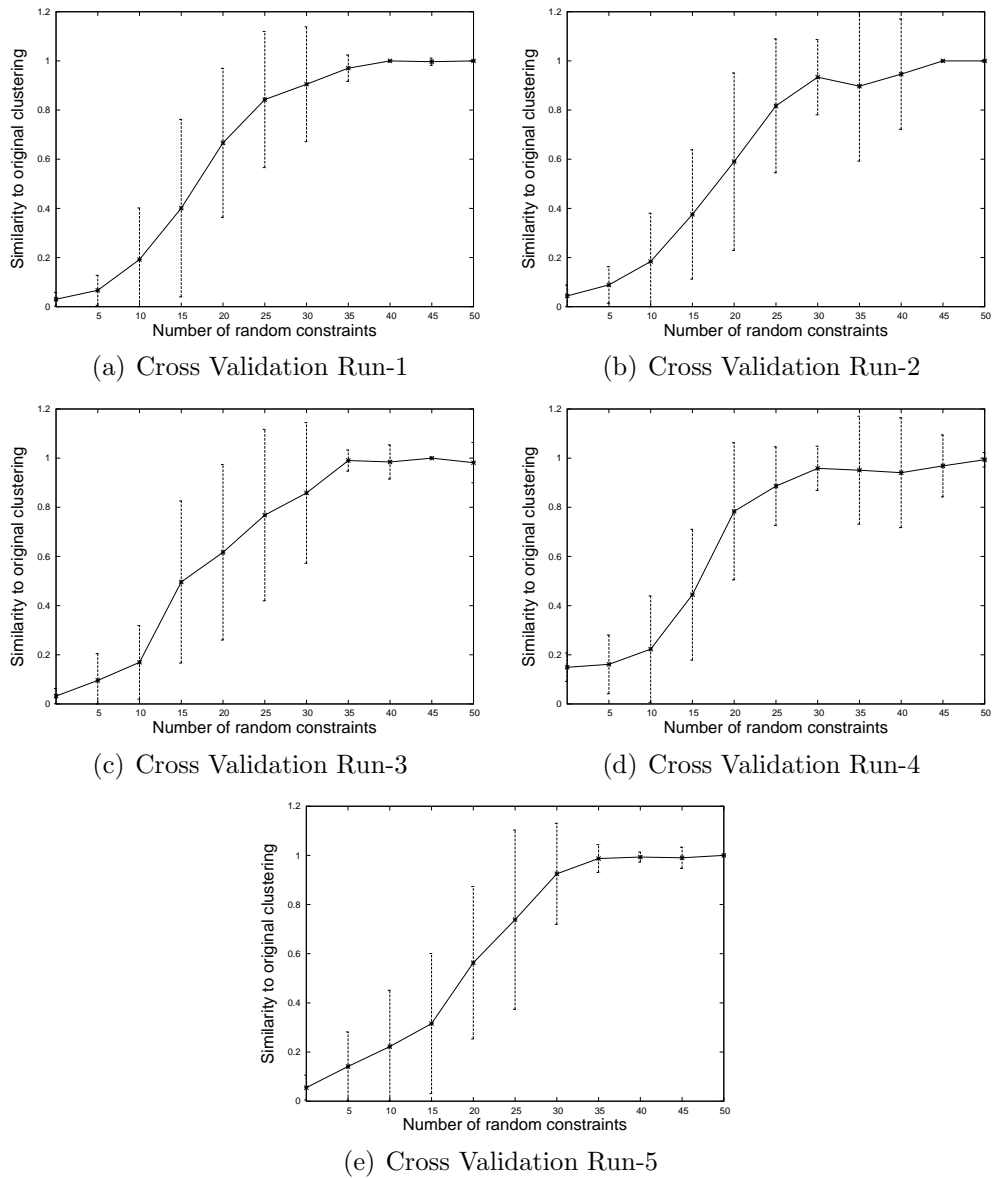 1.2
1
0.8
0.6
0.4
0.2
0
5 10 15 20 25 30 35 40 45 50
Similarity to original clustering
Number of random constraints
(a) Cross Validation Run-1
1.2
1
0.8
0.6
0.4
0.2
0
5 10 15 20 25 30 35 40 45 50
Similarity to original clustering
Number of random constraints
(b) Cross Validation Run-2
1.2
1
0.8
0.6
0.4
0.2
0
5 10 15 20 25 30 35 40 45 50
Similarity to original clustering
Number of random constraints
(c) Cross Validation Run-3
1.2
1
0.8
0.6
0.4
0.2
0
5 10 15 20 25 30 35 40 45 50
Similarity to original clustering
Number of random constraints
(d) Cross Validation Run-4
1.2
1
0.8
0.6
0.4
0.2
0
5 10 15 20 25 30 35 40 45 50
Similarity to original clustering
Number of random constraints
(e) Cross Validation Run-5